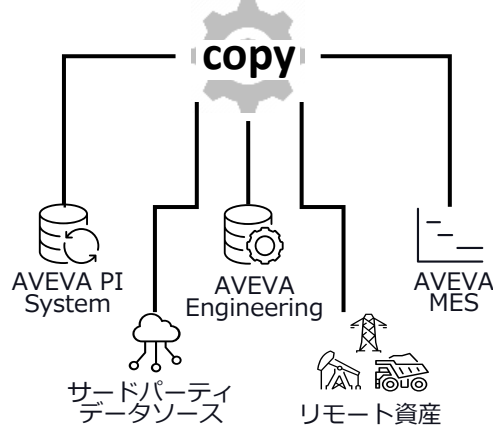 copy
AVEVA PI
System
AVEVA
Engineering
AVEVA
MES
サードパーティ
データソース
リモート資産